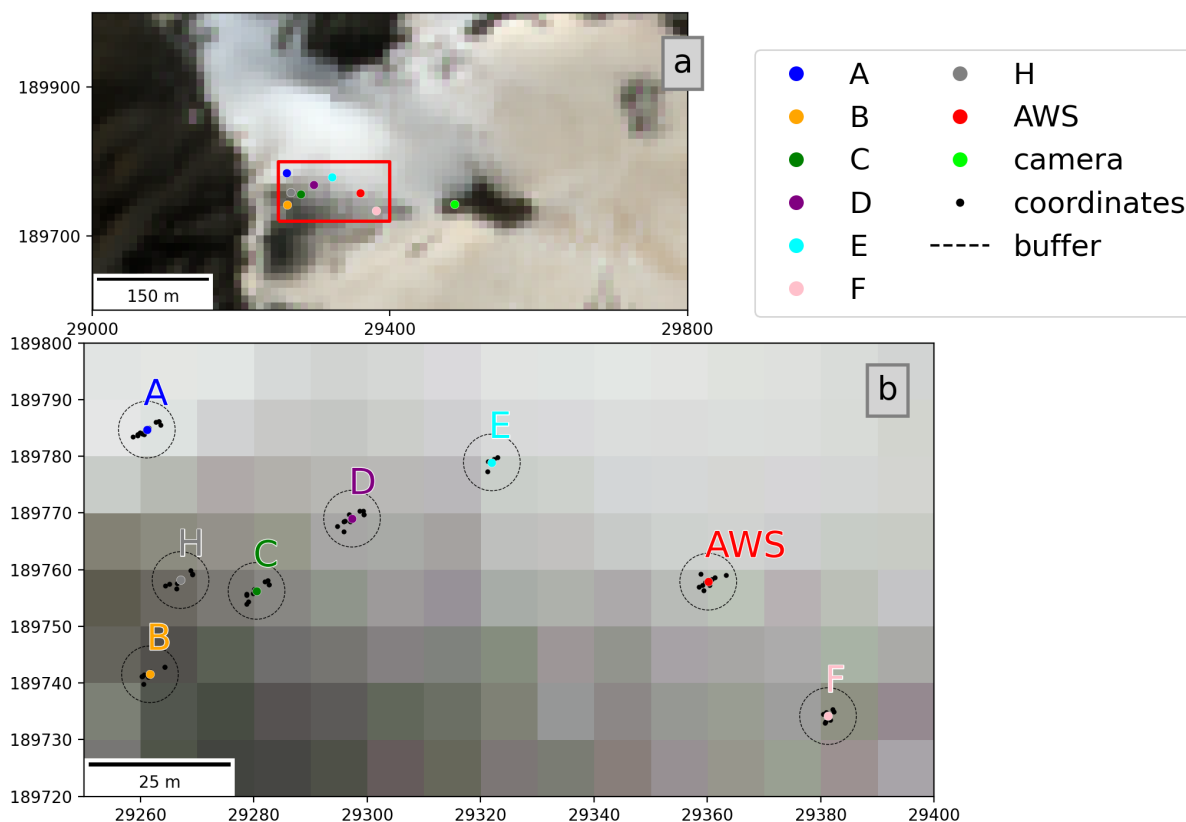 a
189900
189700
150 m
29000
29400
29800
A
B
C
D
E
F
H
AWS
camera
coordinates
buffer
b
189800
189790
189780
189770
189760
189750
189740
189730
189720
A
E
D
H
C
AWS
B
F
25 m
29260
29280
29300
29320
29340
29360
29380
29400